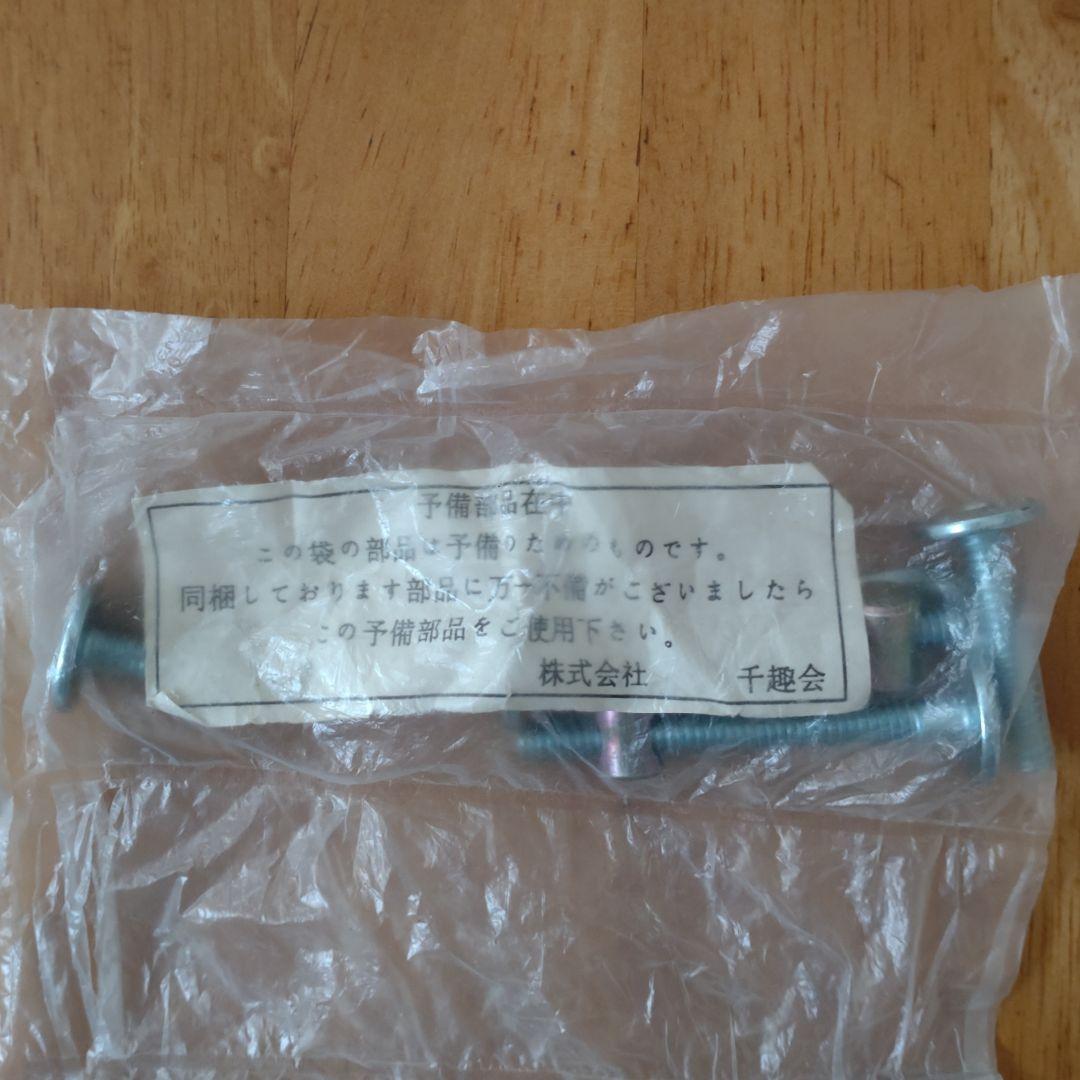 予備部品在中
この袋の部品は予備のためのものです。
同梱しております部品に万一不備がございましたら
この予備部品をご使用下さい。
株式会社 千趣会